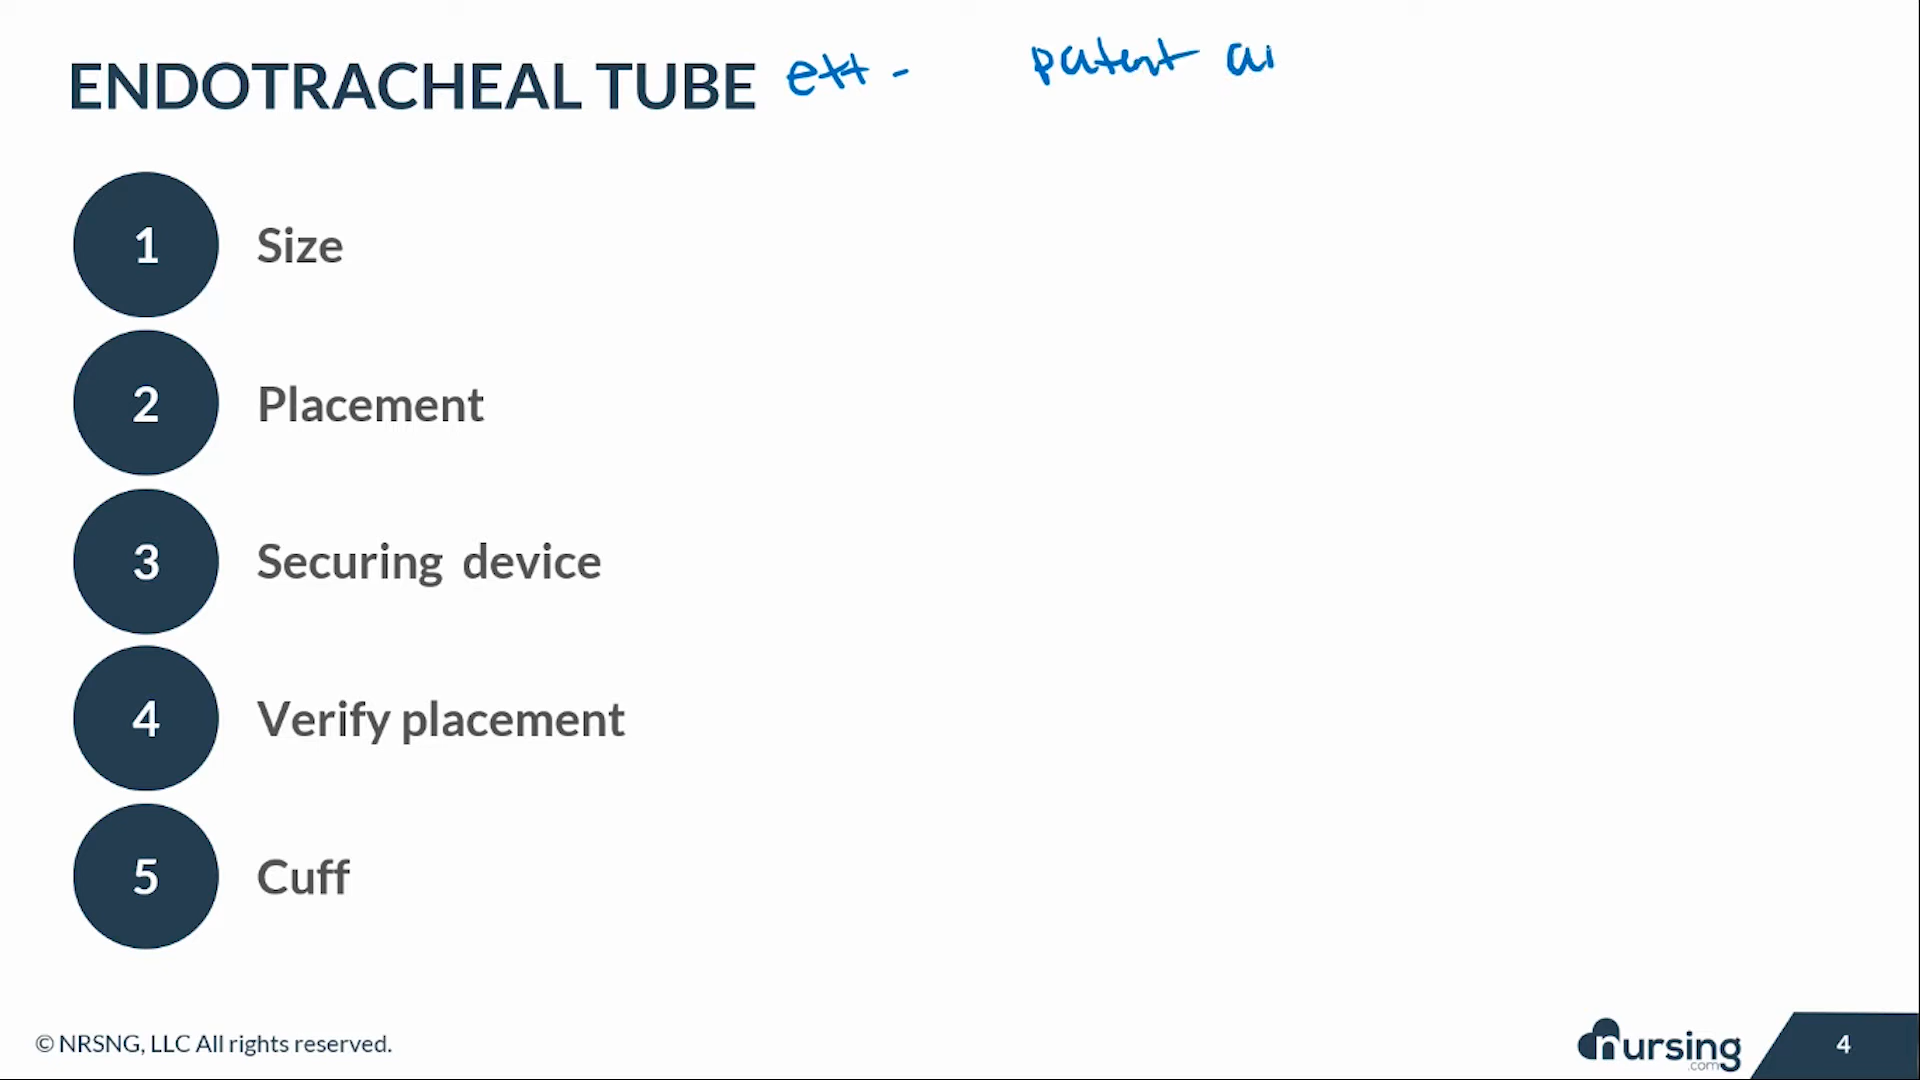 ENDOTRACHEAL TUBE ett - patent ai
1 Size
2 Placement
3 Securing device
4 Verify placement
5 Cuff
© NRSNG, LLC All rights reserved.
nursing
.com
4